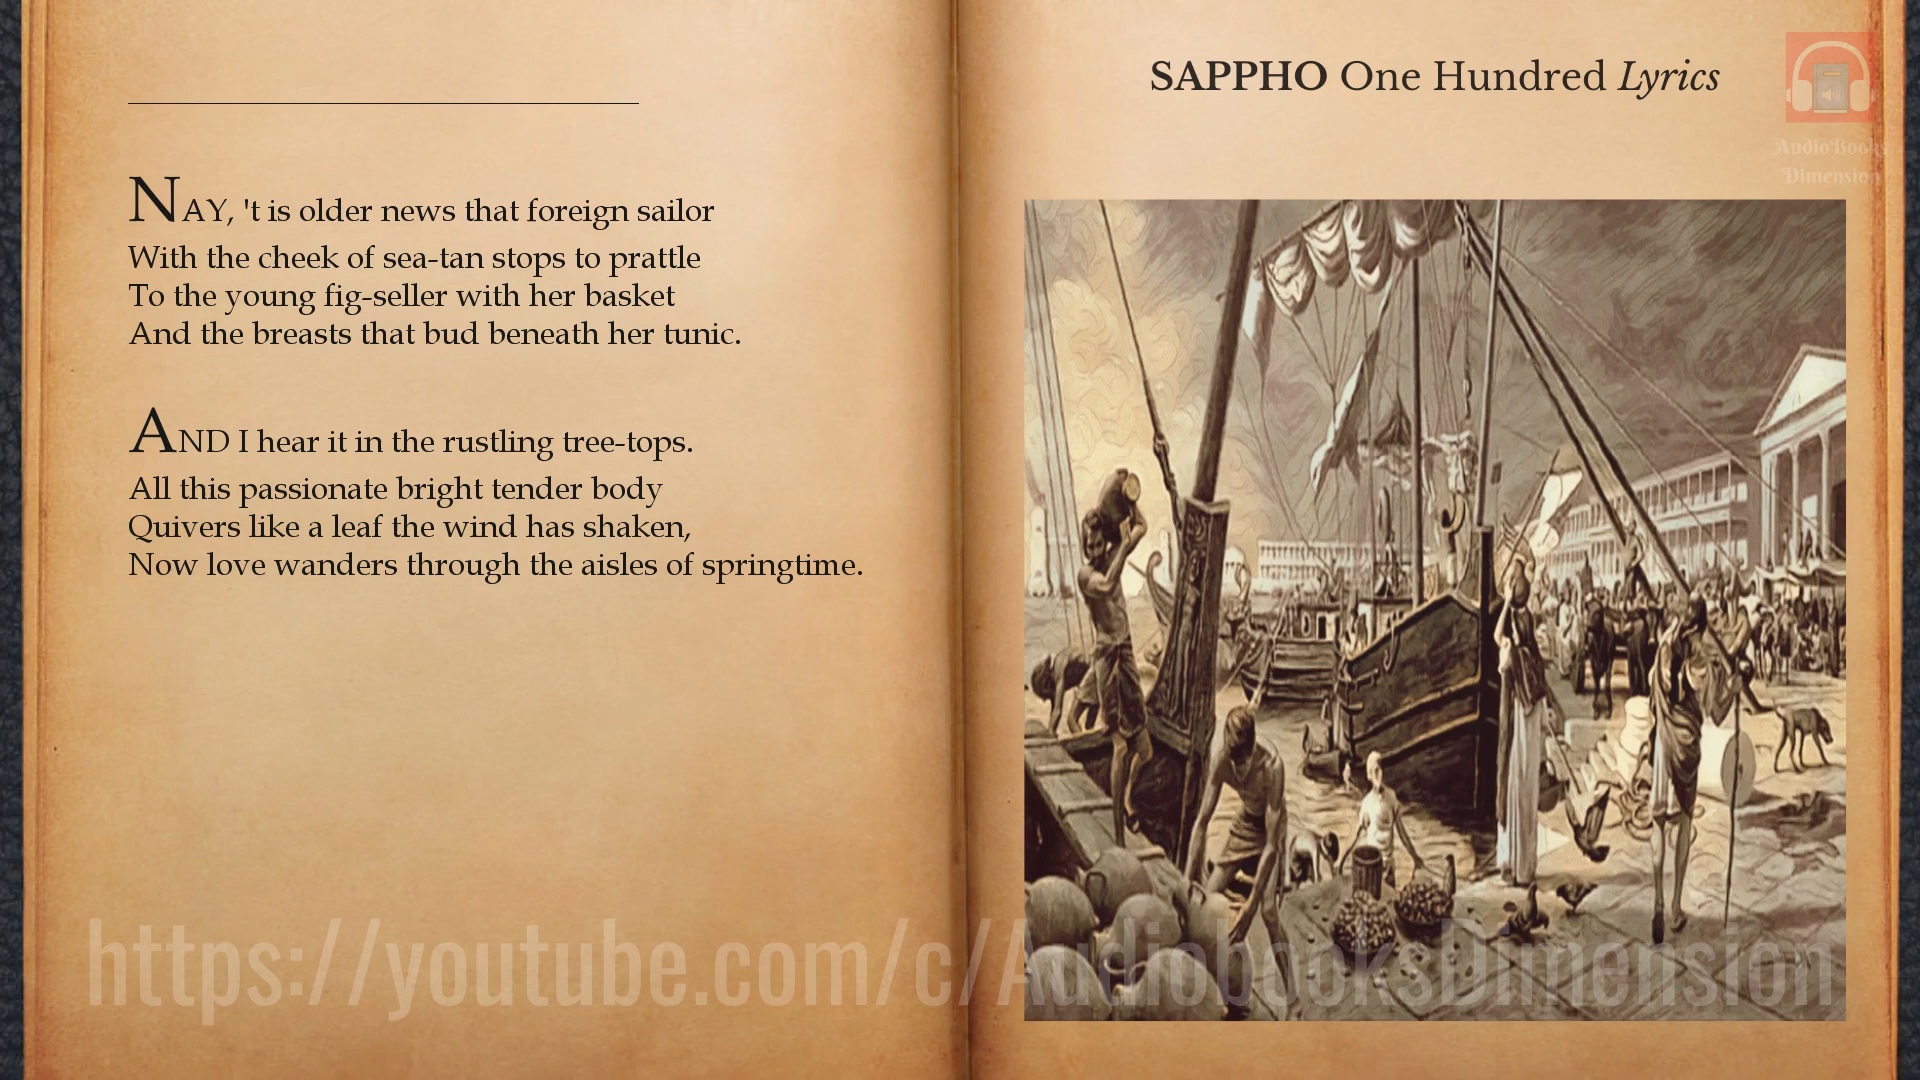 NAY, 't is older news that foreign sailor
With the cheek of sea-tan stops to prattle
To the young fig-seller with her basket
And the breasts that bud beneath her tunic.
AND I hear it in the rustling tree-tops.
All this passionate bright tender body
Quivers like a leaf the wind has shaken,
Now love wanders through the aisles of springtime.
SAPPHO One Hundred Lyrics
AudioBooks
Dimension
https://youtube.com/c/AudiobooksDimension